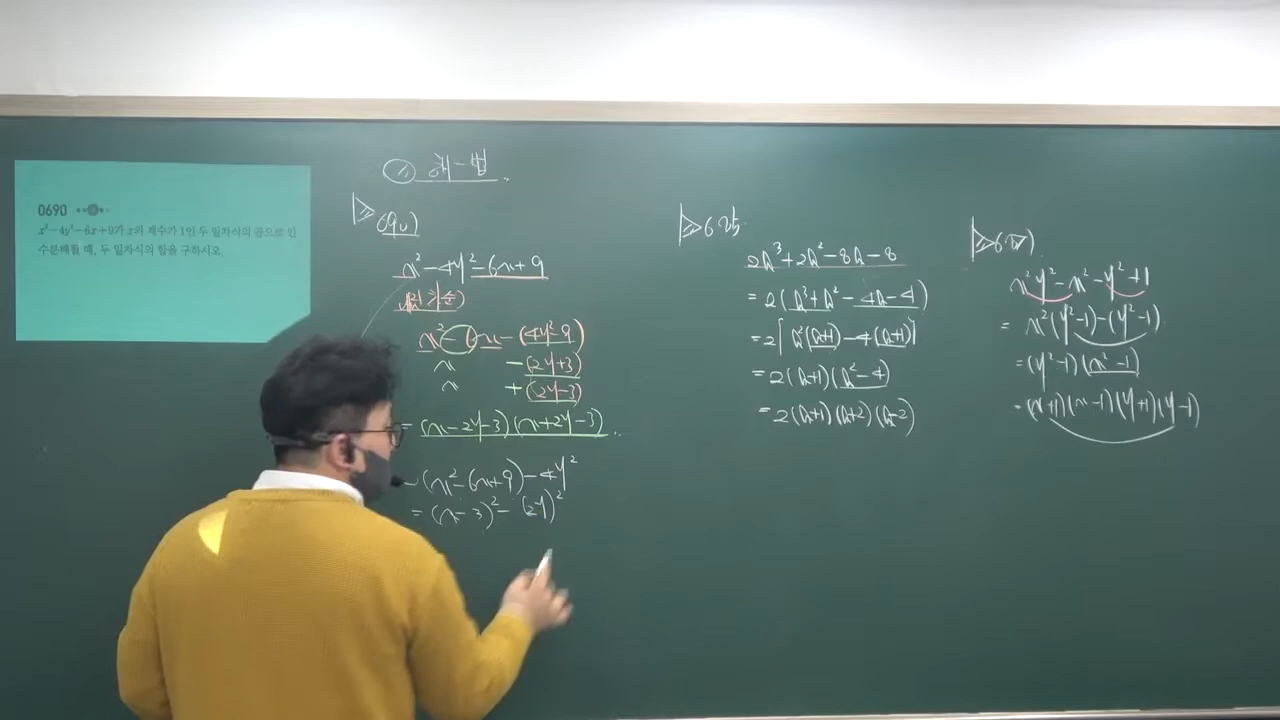 0690
x²-4y²-6x+9가 x의 계수가 1인 두 일차식의 곱으로 인
수분해될 때, 두 일차식의 합을 구하시오.
690
x²-4y²-6x+9
x² - 6x - (4y²-9)
x -(2y+3)
x +(2y-3)
= (x-2y-3)(x+2y-3)
(x²-6x+9)-4y²
= (x-3)²-(2y)²
2a³+2a²-8a-8
=2(a³+a²-4a-4)
=2[a²(a+1)-4(a+1)]
=2(a+1)(a²-4)
=2(a+1)(a+2)(a-2)
x²y²-x²-y²+1
= x²(y²-1)-(y²-1)
=(y²-1)(x²-1)
=(x+1)(x-1)(y+1)(y-1)